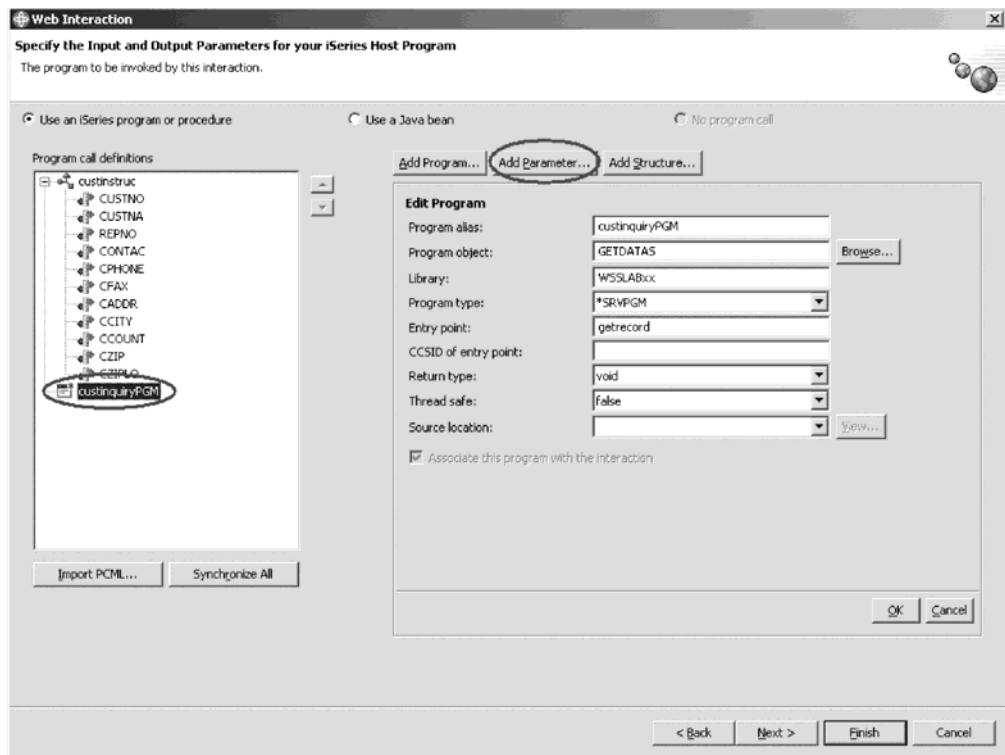 Web Interaction
Specify the Input and Output Parameters for your iSeries Host Program
The program to be invoked by this interaction.
Use an iSeries program or procedure
Use a Java bean
No program call
Program call definitions
custinstruc
CUSTNO
CUSTNA
REPNO
CONTAC
CPHONE
CFAX
CADDR
CCITY
CCOUNT
CZIP
CZIPLO
custinquiryPGM
Import PCML...
Synchronize All
Add Program...
Add Parameter...
Add Structure...
Edit Program
Program alias: custinquiryPGM
Program object: GETDATAS Browse...
Library: WSSLABxx
Program type: *SRVPGM
Entry point: getrecord
CCSID of entry point:
Return type: void
Thread safe: false
Source location: View...
Associate this program with the interaction
OK Cancel
< Back Next > Finish Cancel